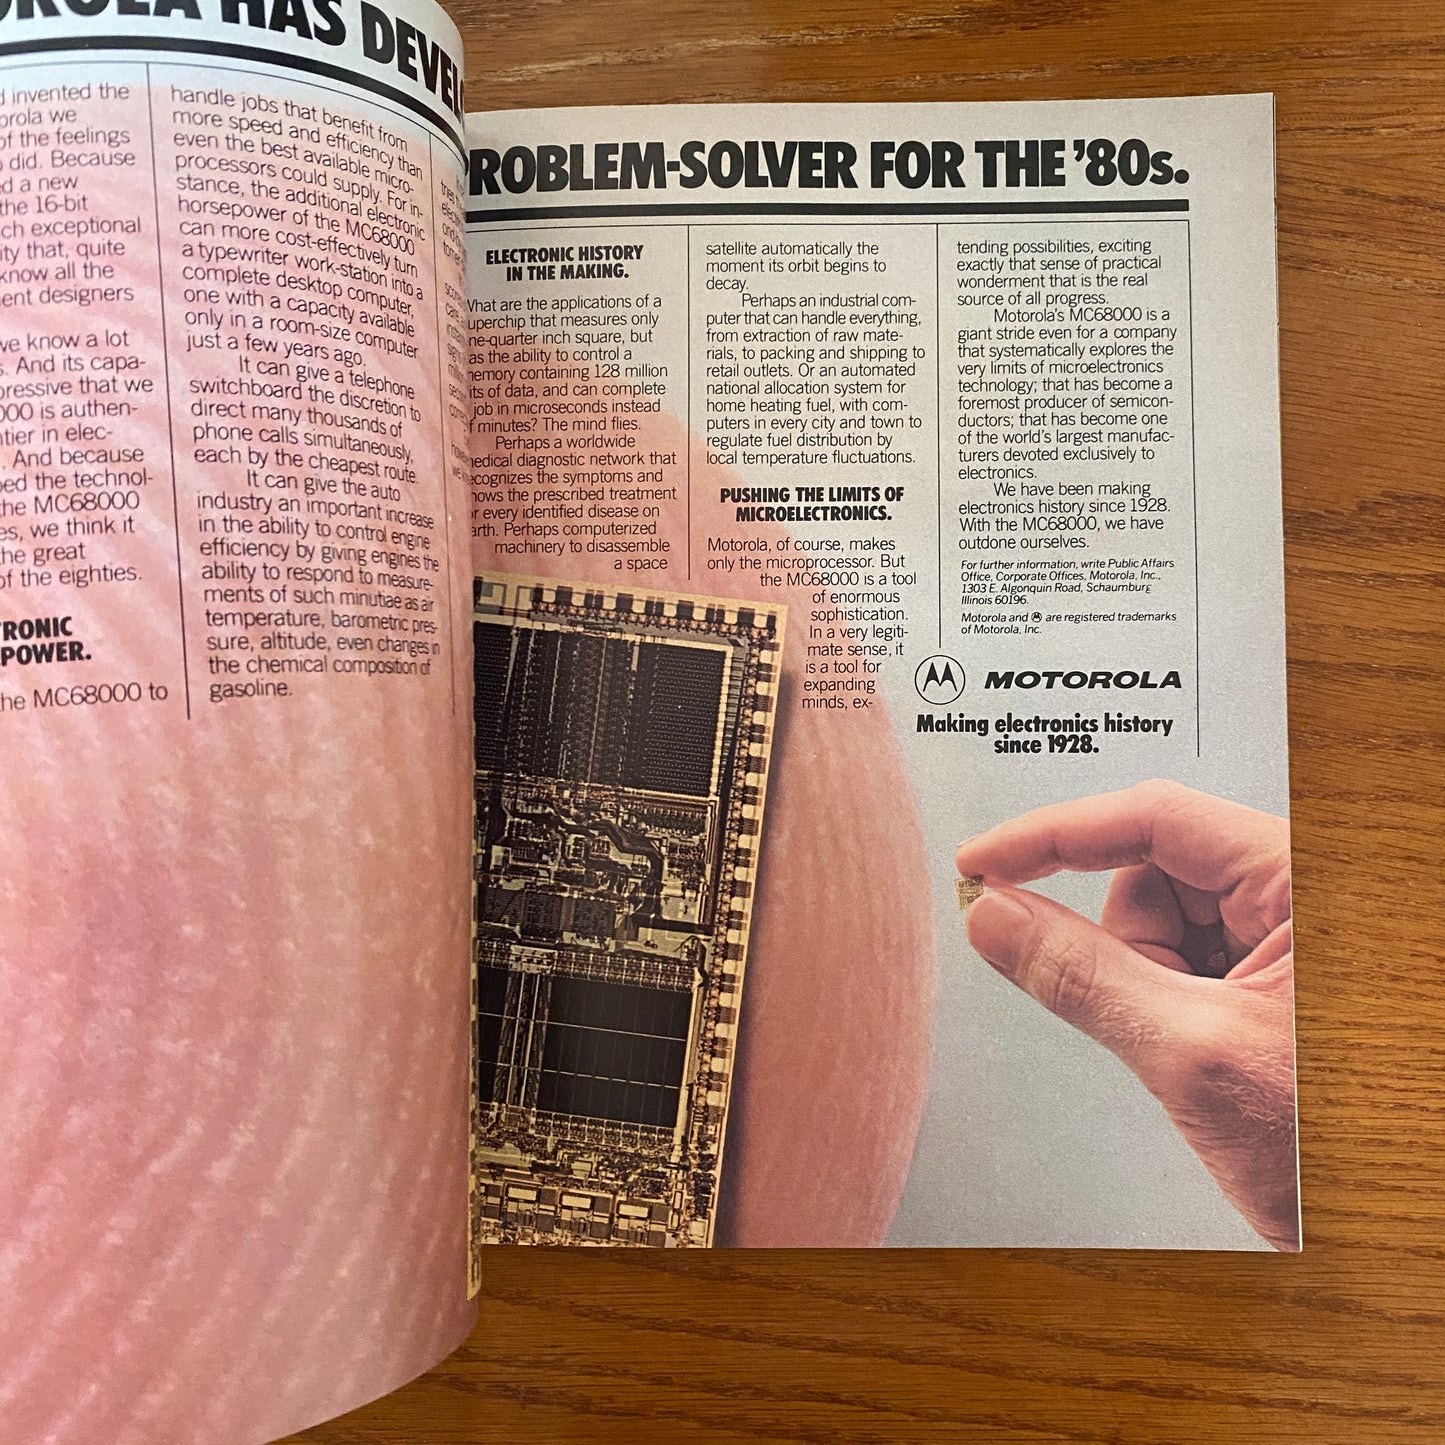 HAS DEVEL
ROBLEM-SOLVER FOR THE '80s.
invented the
we
of the feelings
did. Because
a new
the 16-bit
exceptional
that, quite
know all the
designers
we know a lot
And its capa-
that we
is authen-
in elec-
And because
the technol-
the MC68000
we think it
the great
of the eighties.
POWER.
the MC68000 to
handle jobs that benefit from
more speed and efficiency than
even the best available micro-
processors could supply. For in-
stance, the additional electronic
horsepower of the MC68000
can more cost-effectively turn
a typewriter work-station into a
complete desktop computer,
one with a capacity available
only in a room-size computer
just a few years ago.
It can give a telephone
switchboard the discretion to
direct many thousands of
phone calls simultaneously,
each by the cheapest route.
It can give the auto
industry an important increase
in the ability to control engine
efficiency by giving engines the
ability to respond to measure-
ments of such minutiae as air
temperature, barometric pres-
sure, altitude, even changes in
the chemical composition of
gasoline.
ELECTRONIC HISTORY
IN THE MAKING.
What are the applications of a
uperchip that measures only
ne-quarter inch square, but
as the ability to control a
nemory containing 128 million
its of data, and can complete
job in microseconds instead
f minutes? The mind flies.
Perhaps a worldwide
edical diagnostic network that
ecognizes the symptoms and
nows the prescribed treatment
r every identified disease on
arth. Perhaps computerized
machinery to disassemble
a space
satellite automatically the
moment its orbit begins to
decay.
Perhaps an industrial com-
puter that can handle everything,
from extraction of raw mate-
rials, to packing and shipping to
retail outlets. Or an automated
national allocation system for
home heating fuel, with com-
puters in every city and town to
regulate fuel distribution by
local temperature fluctuations.
PUSHING THE LIMITS OF
MICROELECTRONICS.
Motorola, of course, makes
only the microprocessor. But
the MC68000 is a tool
of enormous
sophistication.
In a very legiti-
mate sense, it
is a tool for
expanding
minds, ex-
tending possibilities, exciting
exactly that sense of practical
wonderment that is the real
source of all progress.
Motorola's MC68000 is a
giant stride even for a company
that systematically explores the
very limits of microelectronics
technology; that has become a
foremost producer of semicon-
ductors; that has become one
of the world's largest manufac-
turers devoted exclusively to
electronics.
We have been making
electronics history since 1928.
With the MC68000, we have
outdone ourselves.
For further information, write Public Affairs
Office, Corporate Offices, Motorola, Inc.,
1303 E. Algonquin Road, Schaumburg
Illinois 60196.
Motorola and Ⓜ are registered trademarks
of Motorola, Inc.
MOTOROLA
Making electronics history
since 1928.